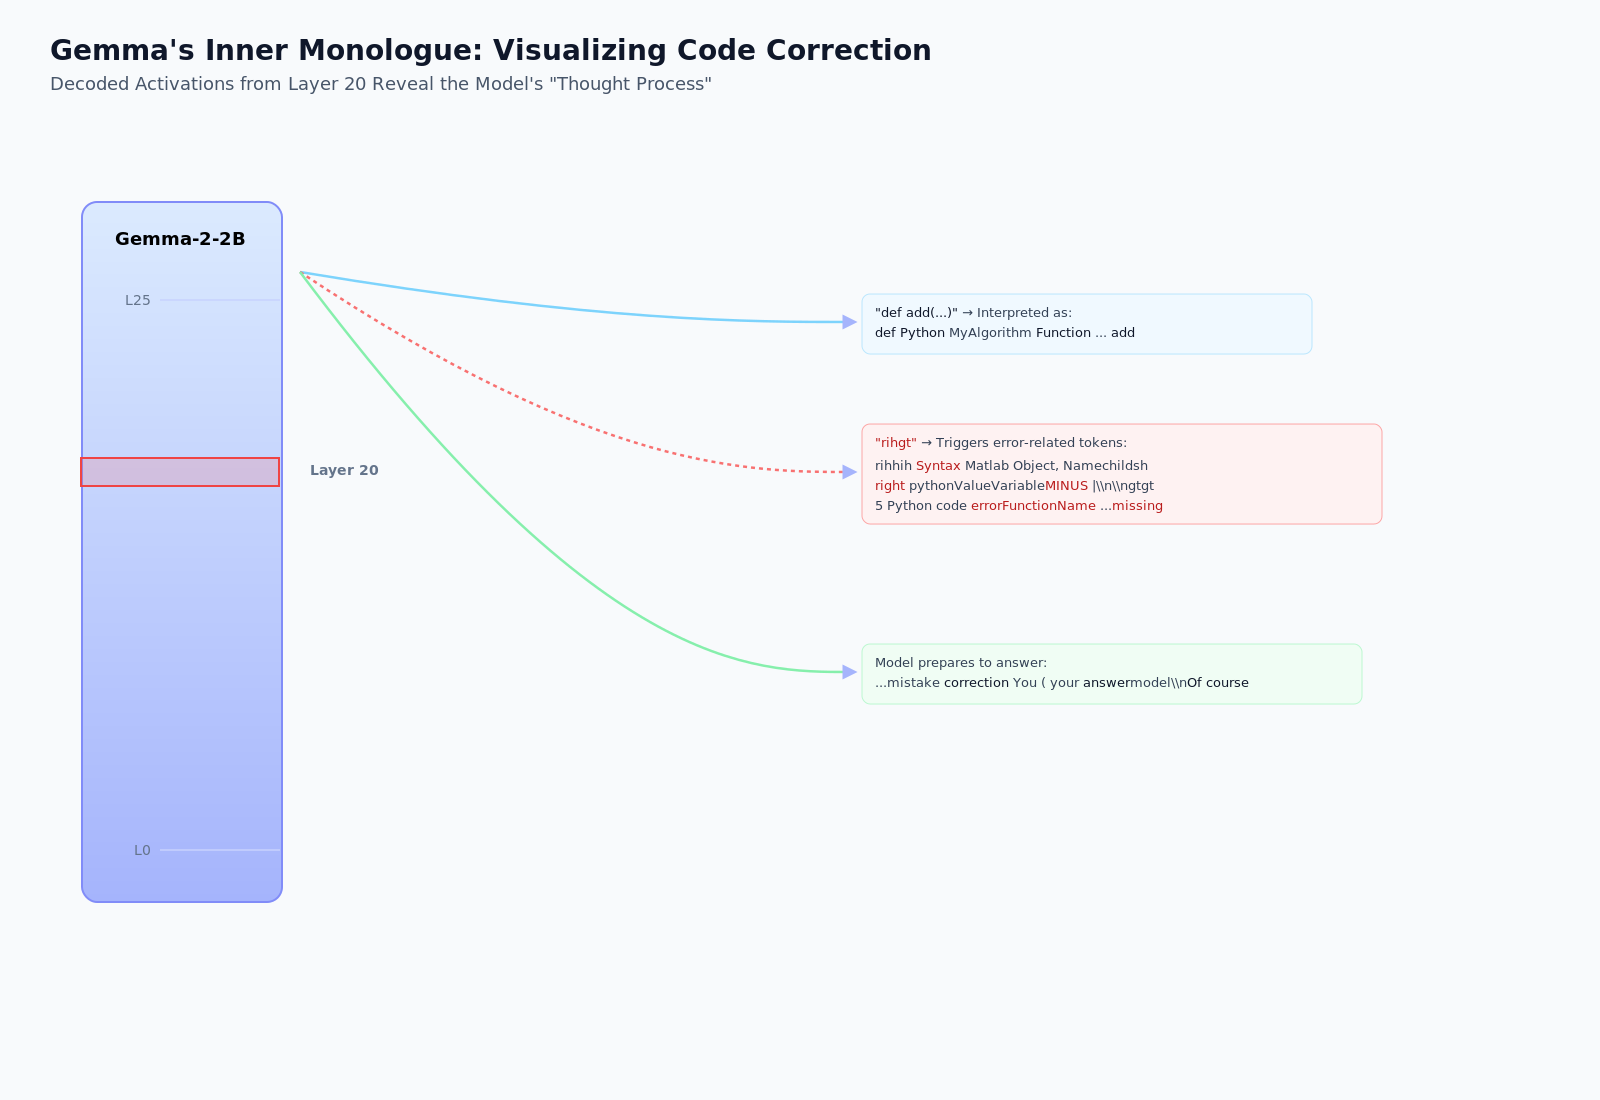 Gemma's Inner Monologue: Visualizing Code Correction
Decoded Activations from Layer 20 Reveal the Model's "Thought Process"
Gemma-2-2B
L25
Layer 20
L0
"def add(...)" → Interpreted as:
def Python MyAlgorithm Function ... add
"rihgt" → Triggers error-related tokens:
rihhih Syntax Matlab Object, Namechildsh
right pythonValueVariableMINUS |\\n\\ngtgt
5 Python code errorFunctionName ...missing
Model prepares to answer:
...mistake correction You ( your answermodel\\nOf course